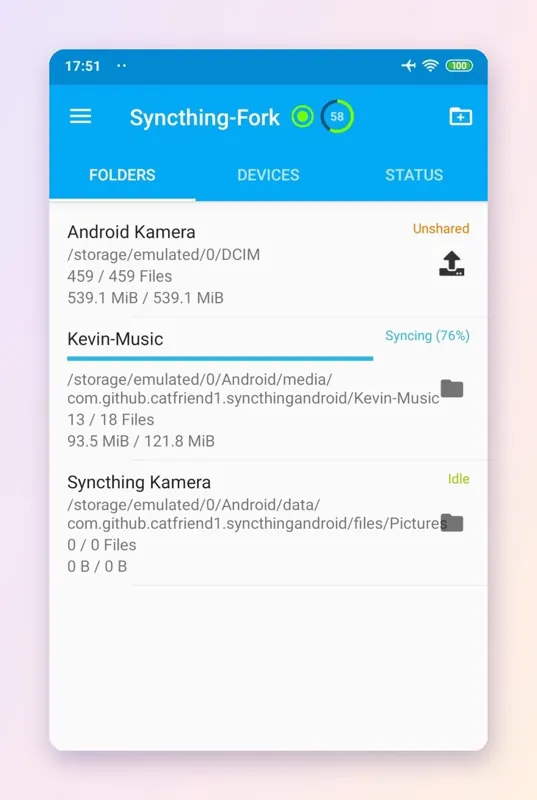 17:51 ·· 100
Syncthing-Fork 58
FOLDERS DEVICES STATUS
Android Kamera Unshared
/storage/emulated/0/DCIM
459 / 459 Files
539.1 MiB / 539.1 MiB
Kevin-Music Syncing (76%)
/storage/emulated/0/Android/media/
com.github.catfriend1.syncthingandroid/Kevin-Music
13 / 18 Files
93.5 MiB / 121.8 MiB
Syncthing Kamera Idle
/storage/emulated/0/Android/data/
com.github.catfriend1.syncthingandroid/files/Pictures
0 / 0 Files
0 B / 0 B